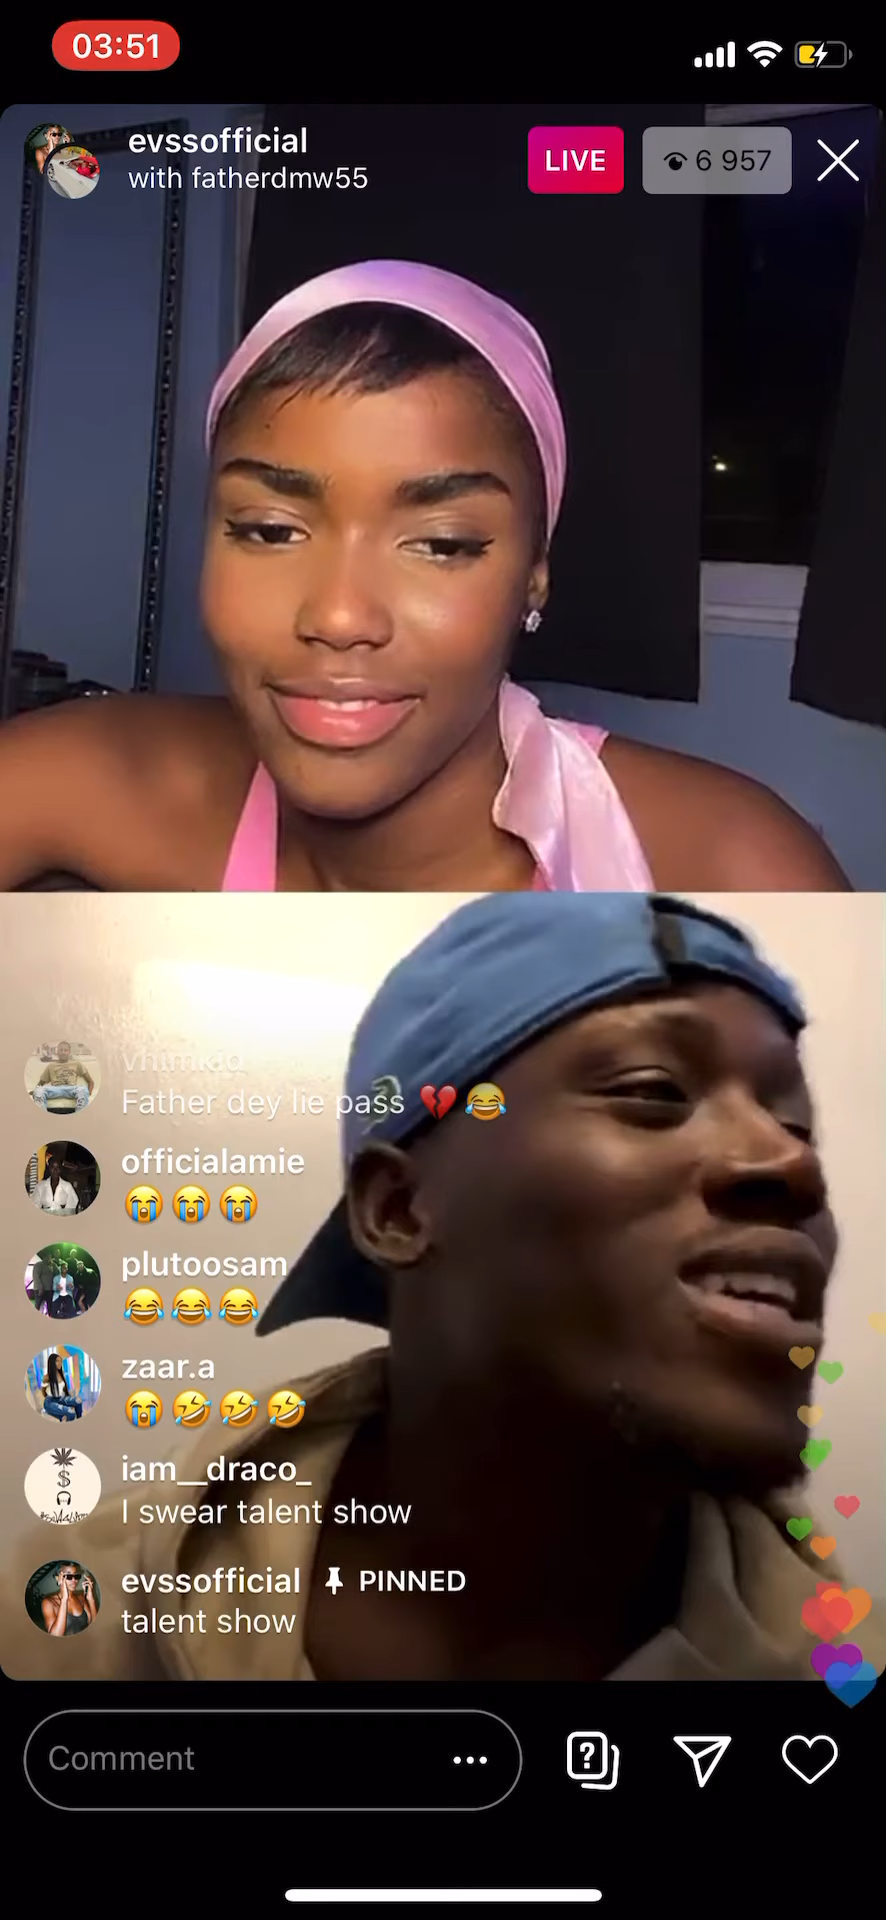 03:51
evssofficial
with fatherdmw55
LIVE
6 957
vhimkid
Father dey lie pass 💔😂
officialamie
😭😭😭
plutoosam
😂😂😂
zaar.a
😭🤣🤣🤣
iam__draco_
I swear talent show
evssofficial PINNED
talent show
Comment